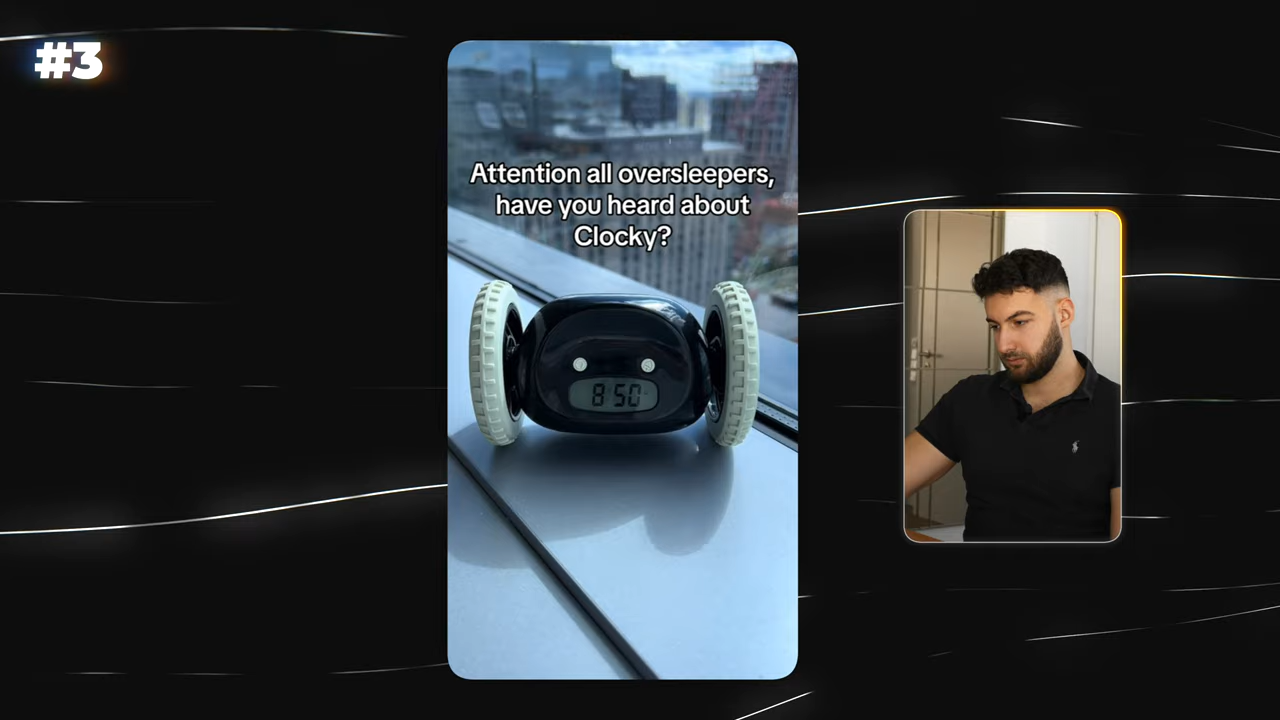 #3
Attention all oversleepers,
have you heard about
Clocky?
8:50